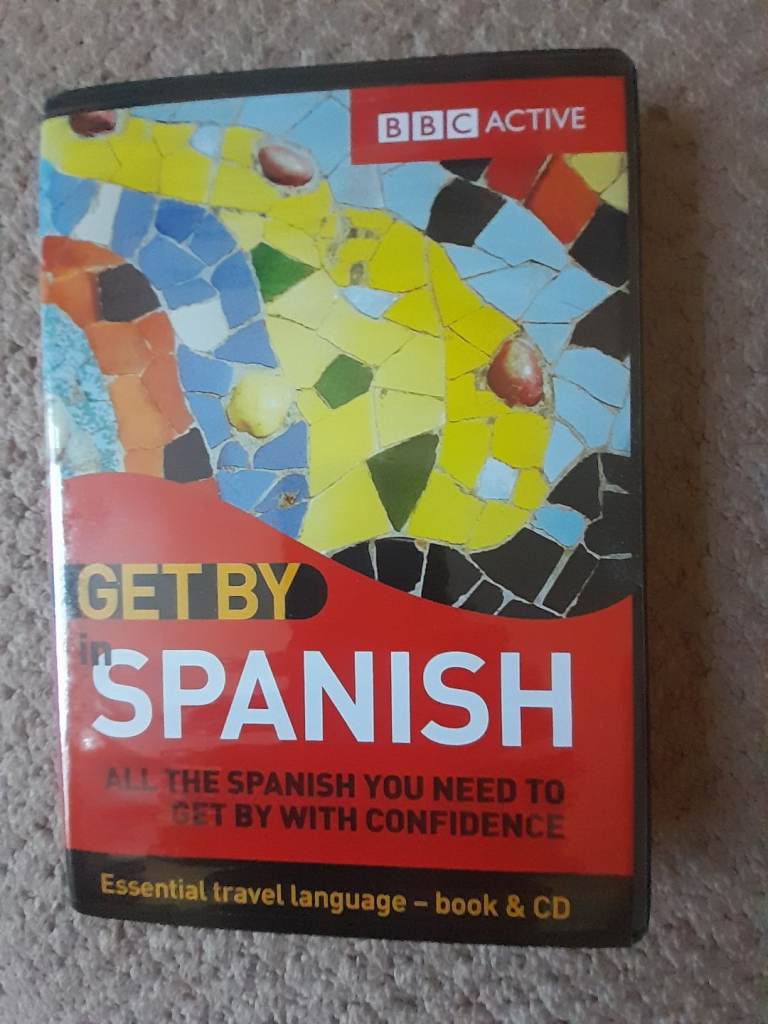 BBC ACTIVE
GET BY
in
SPANISH
ALL THE SPANISH YOU NEED TO
GET BY WITH CONFIDENCE
Essential travel language – book & CD